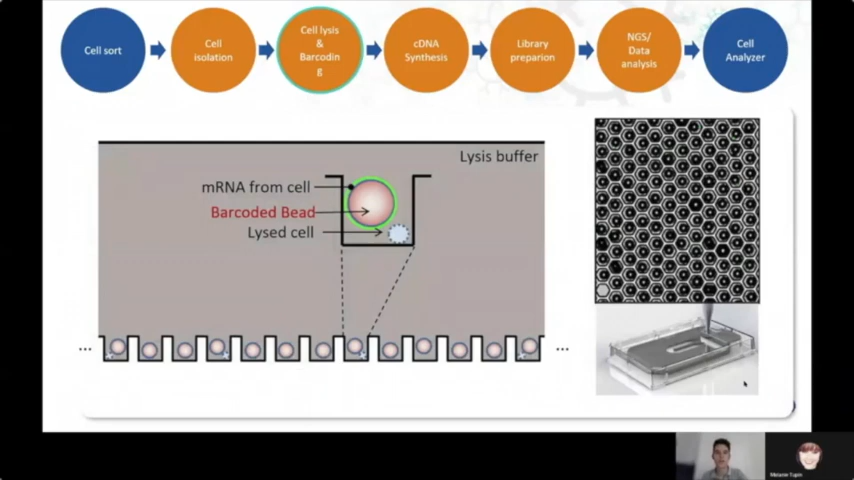 Cell sort
Cell
isolation
Cell lysis
&
Barcodin
g
cDNA
Synthesis
Library
preparion
NGS/
Data
analysis
Cell
Analyzer
Lysis buffer
mRNA from cell
Barcoded Bead
Lysed cell
...
...